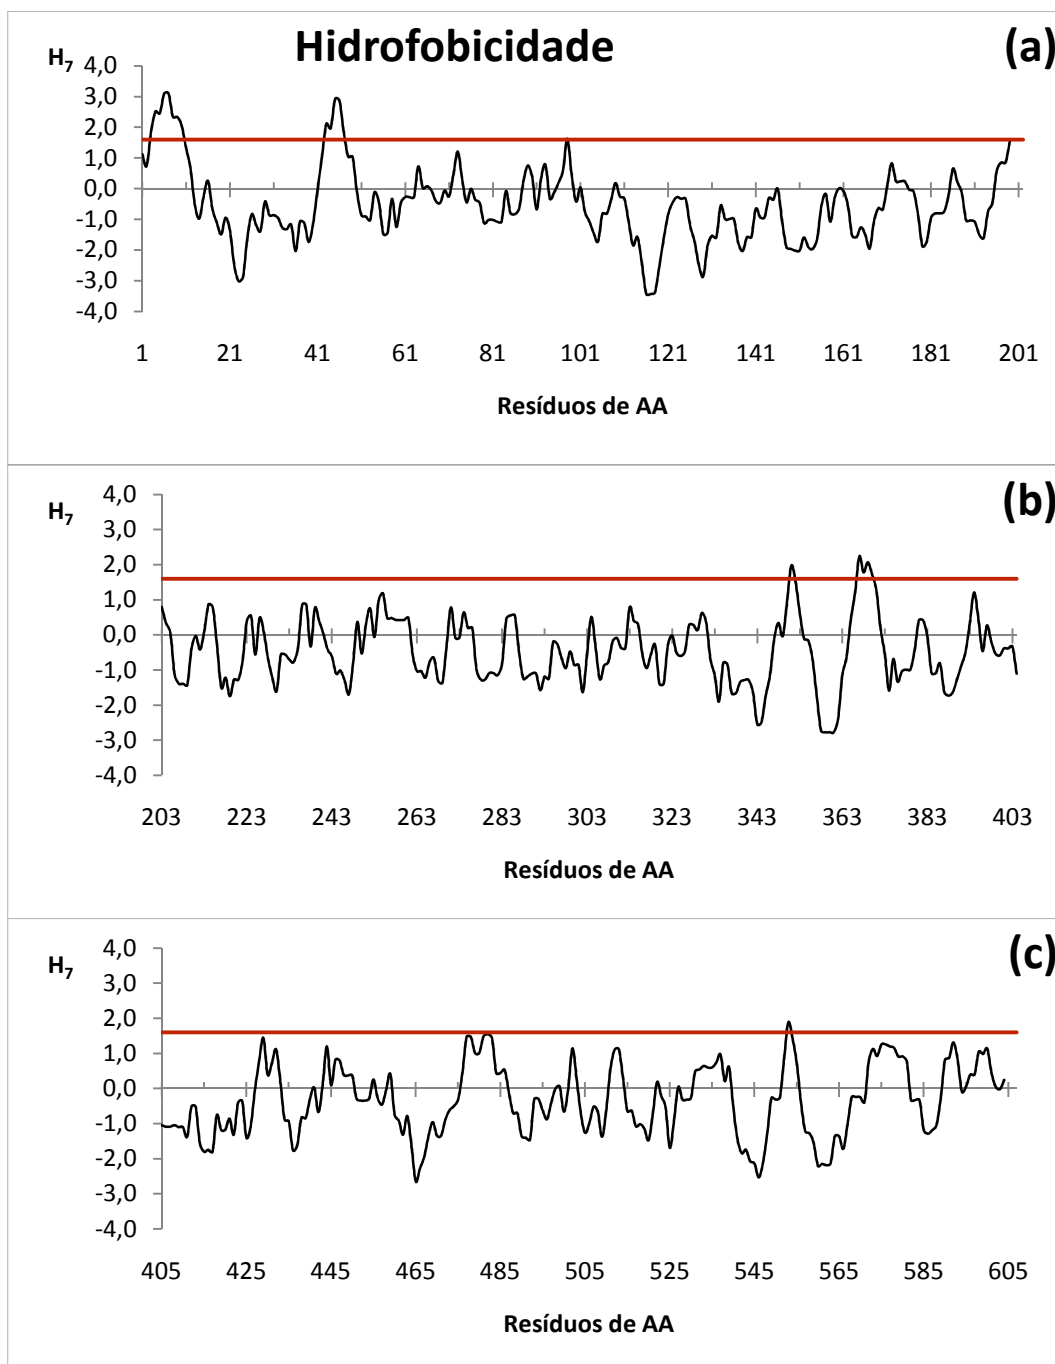 Hidrofobicidade
(a)
H₇
4,0
3,0
2,0
1,0
0,0
-1,0
-2,0
-3,0
-4,0
1 21 41 61 81 101 121 141 161 181 201
Resíduos de AA
(b)
H₇
4,0
3,0
2,0
1,0
0,0
-1,0
-2,0
-3,0
-4,0
203 223 243 263 283 303 323 343 363 383 403
Resíduos de AA
(c)
H₇
4,0
3,0
2,0
1,0
0,0
-1,0
-2,0
-3,0
-4,0
405 425 445 465 485 505 525 545 565 585 605
Resíduos de AA